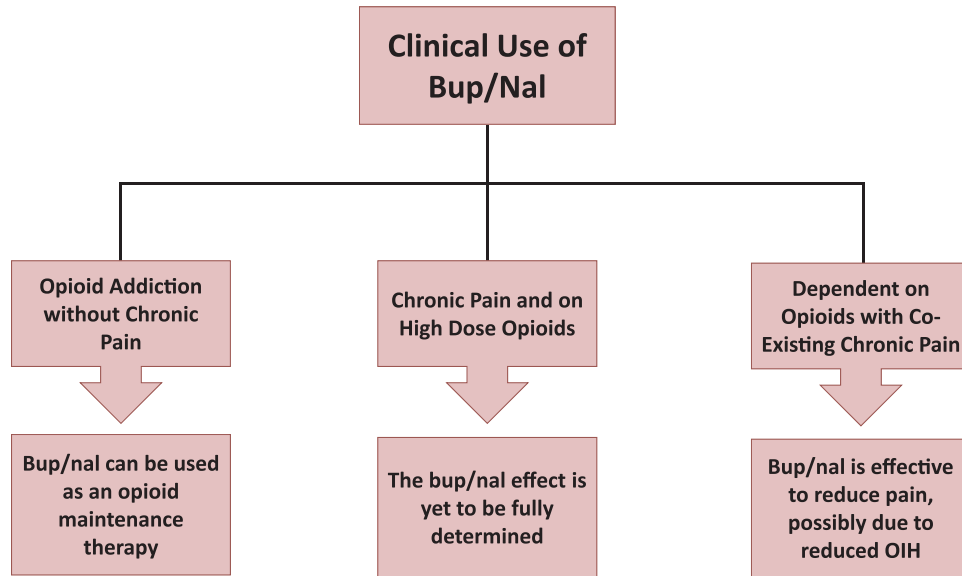 Clinical Use of
Bup/Nal
Opioid Addiction
without Chronic
Pain
Chronic Pain and on
High Dose Opioids
Dependent on
Opioids with Co-
Existing Chronic Pain
Bup/nal can be used
as an opioid
maintenance
therapy
The bup/nal effect is
yet to be fully
determined
Bup/nal is effective
to reduce pain,
possibly due to
reduced OIH